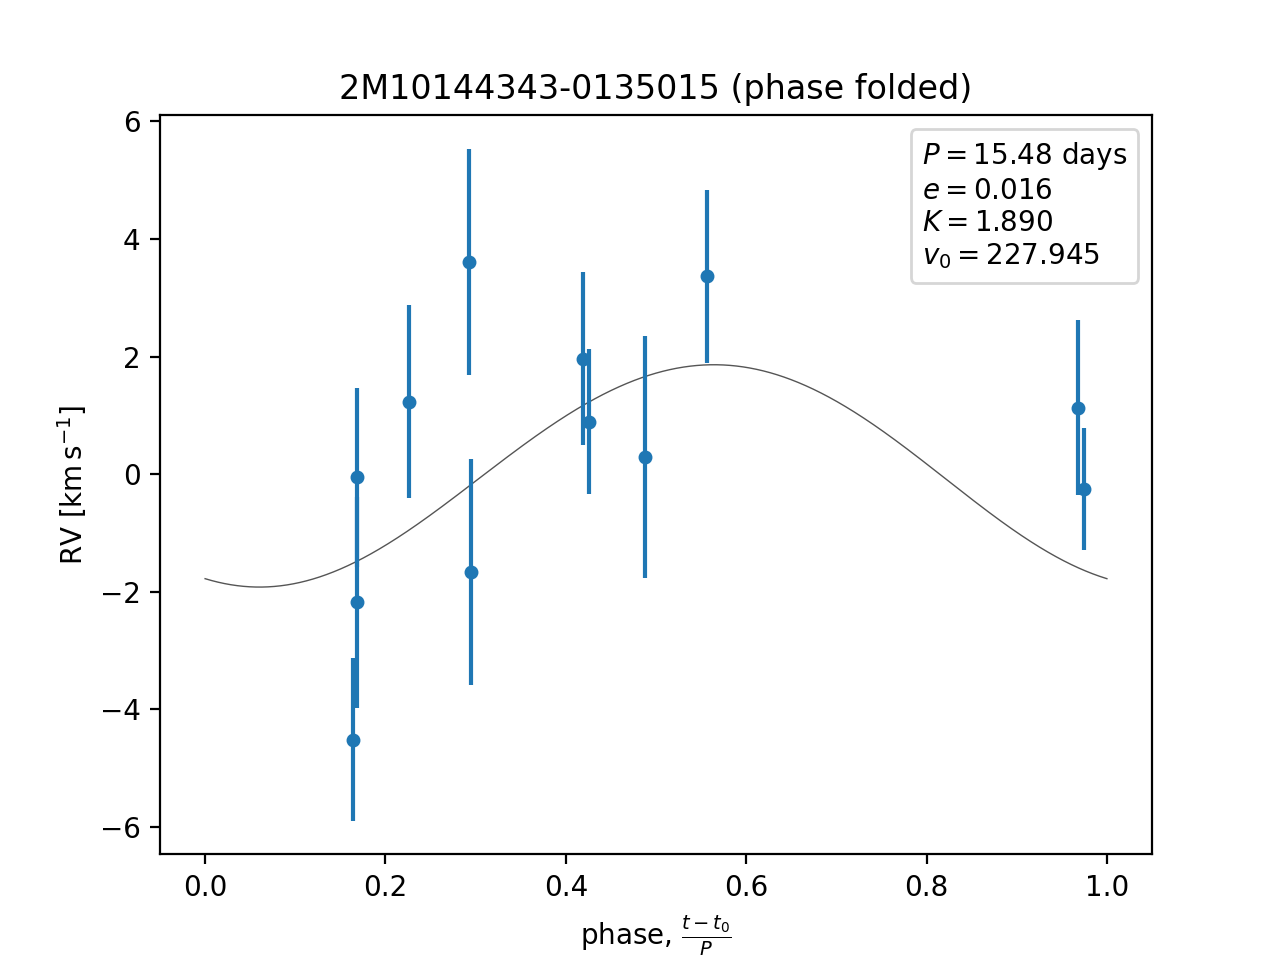 2M10144343-0135015 (phase folded)
P = 15.48 days
e = 0.016
K = 1.890
v₀ = 227.945
6
4
2
0
−2
−4
−6
RV [km s⁻¹]
0.0 0.2 0.4 0.6 0.8 1.0
phase, (t − t₀)/P